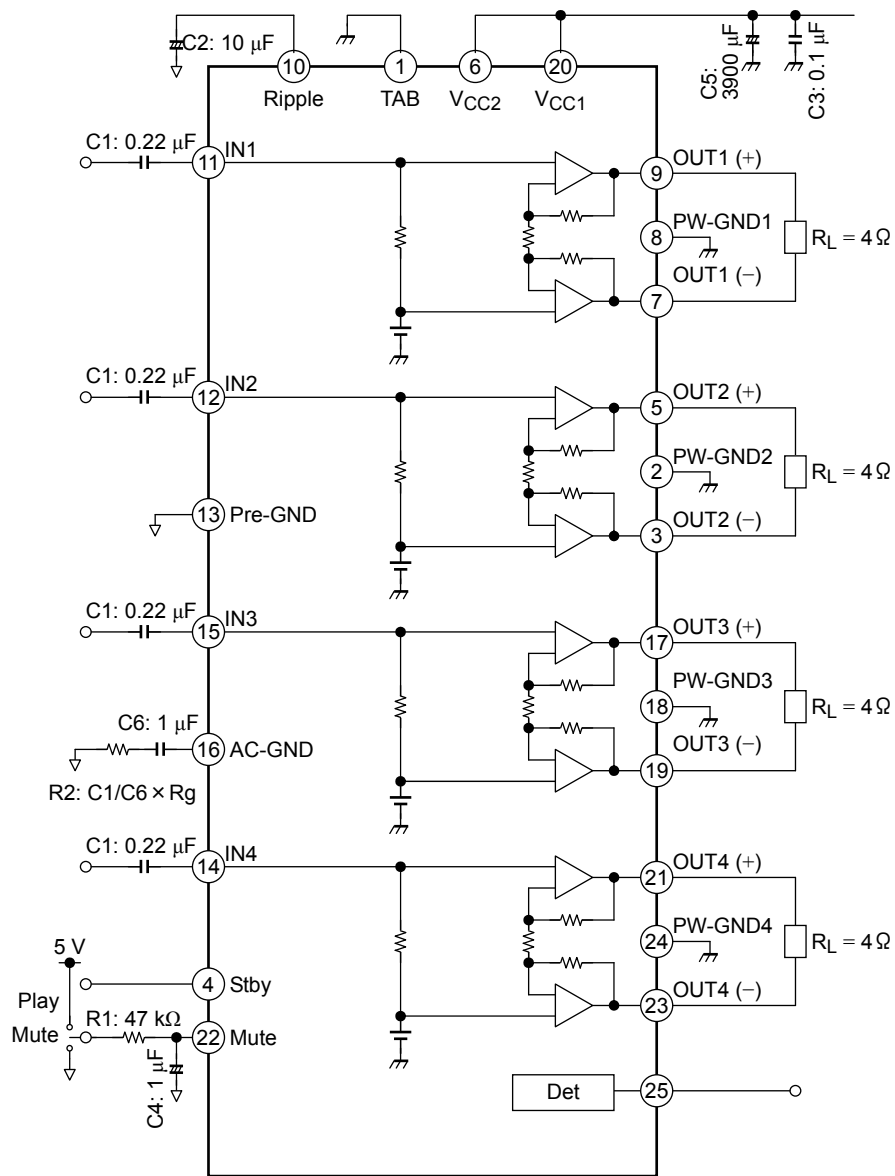 C2: 10 µF
C5: 3900 µF
C3: 0.1 µF
10
1
6
20
Ripple
TAB
VCC2
VCC1
C1: 0.22 µF
11
IN1
9
OUT1 (+)
8
PW-GND1
RL = 4 Ω
7
OUT1 (−)
C1: 0.22 µF
12
IN2
5
OUT2 (+)
2
PW-GND2
RL = 4 Ω
13
Pre-GND
3
OUT2 (−)
C1: 0.22 µF
15
IN3
17
OUT3 (+)
18
PW-GND3
RL = 4 Ω
C6: 1 µF
16
AC-GND
19
OUT3 (−)
R2: C1/C6 × Rg
C1: 0.22 µF
14
IN4
21
OUT4 (+)
24
PW-GND4
RL = 4 Ω
5 V
4
Stby
23
OUT4 (−)
Play
Mute
R1: 47 kΩ
22
Mute
C4: 1 µF
Det
25